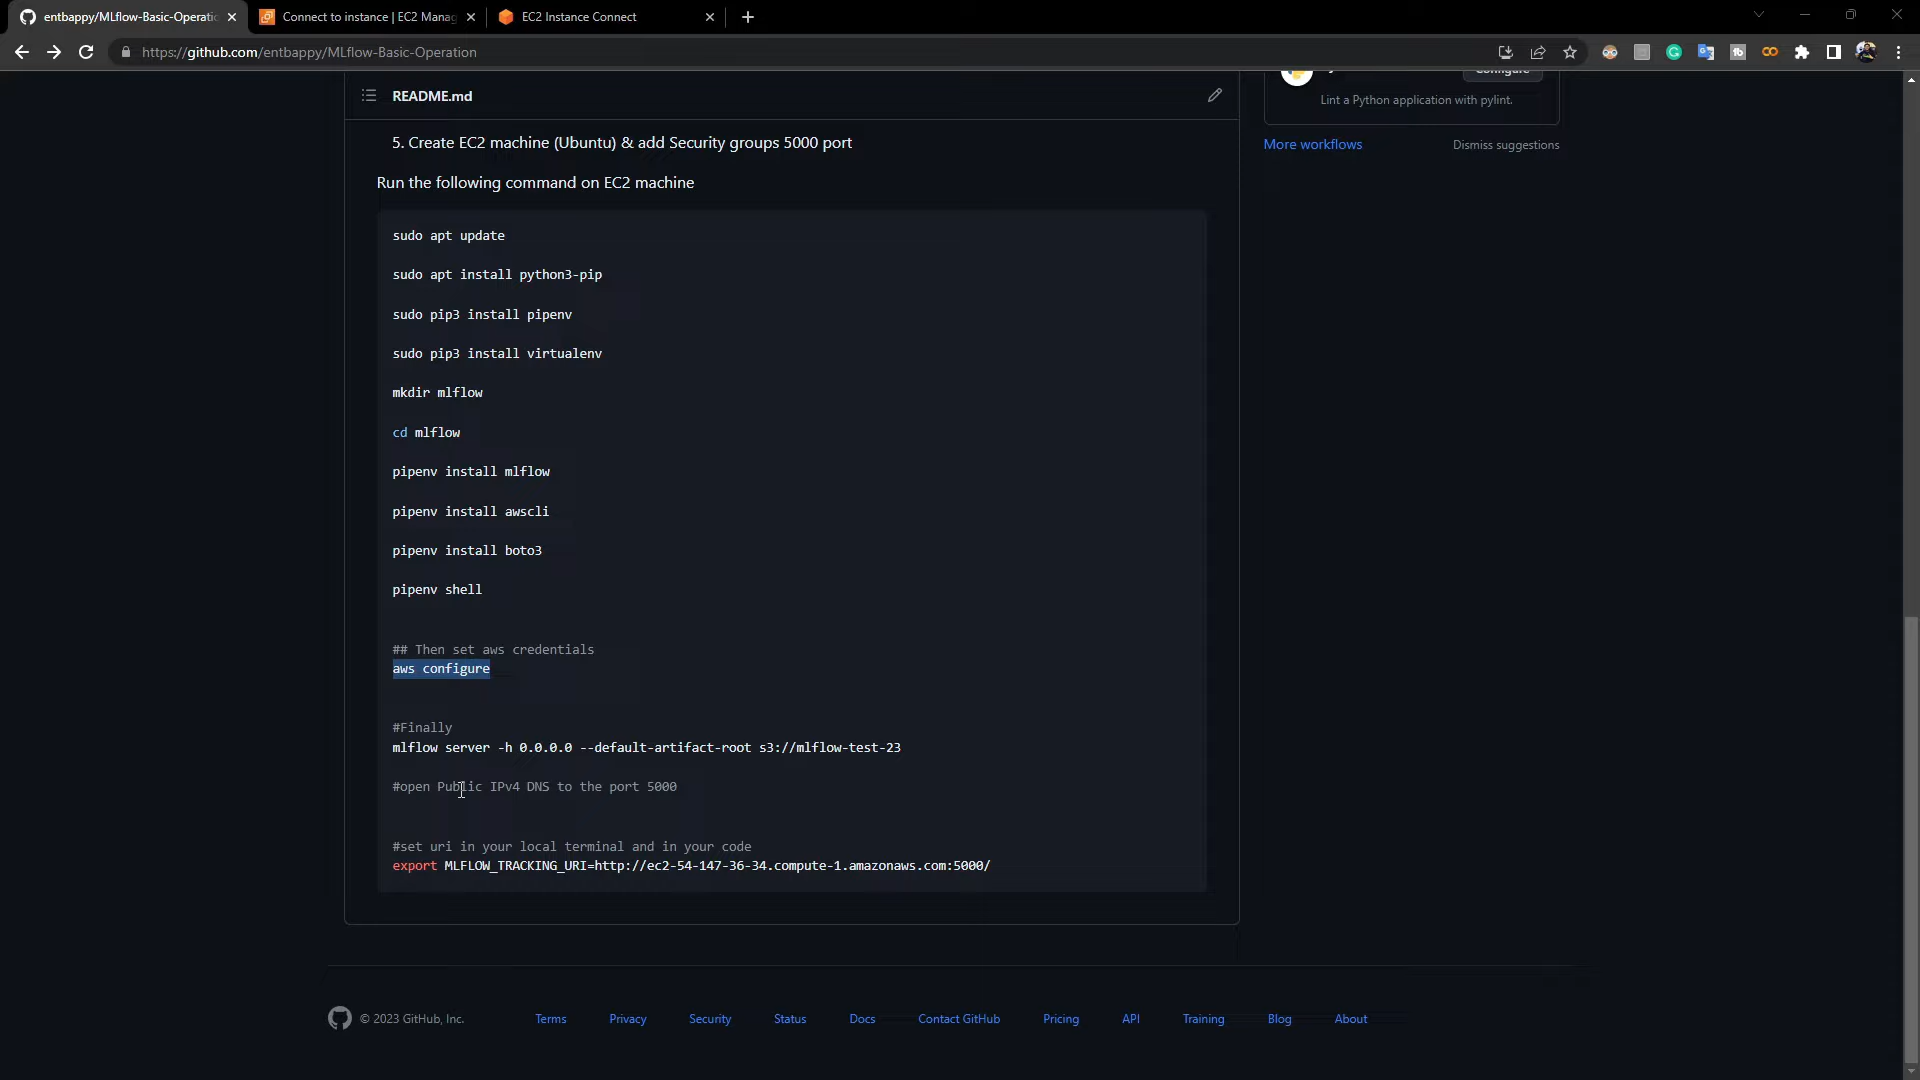 entbappy/MLflow-Basic-Operatic
Connect to instance | EC2 Manag
EC2 Instance Connect
https://github.com/entbappy/MLflow-Basic-Operation
README.md
Lint a Python application with pylint.
More workflows
Dismiss suggestions
5. Create EC2 machine (Ubuntu) & add Security groups 5000 port
Run the following command on EC2 machine
sudo apt update
sudo apt install python3-pip
sudo pip3 install pipenv
sudo pip3 install virtualenv
mkdir mlflow
cd mlflow
pipenv install mlflow
pipenv install awscli
pipenv install boto3
pipenv shell
## Then set aws credentials
aws configure
#Finally
mlflow server -h 0.0.0.0 --default-artifact-root s3://mlflow-test-23
#open Public IPv4 DNS to the port 5000
#set uri in your local terminal and in your code
export MLFLOW_TRACKING_URI=http://ec2-54-147-36-34.compute-1.amazonaws.com:5000/
© 2023 GitHub, Inc.
Terms
Privacy
Security
Status
Docs
Contact GitHub
Pricing
API
Training
Blog
About